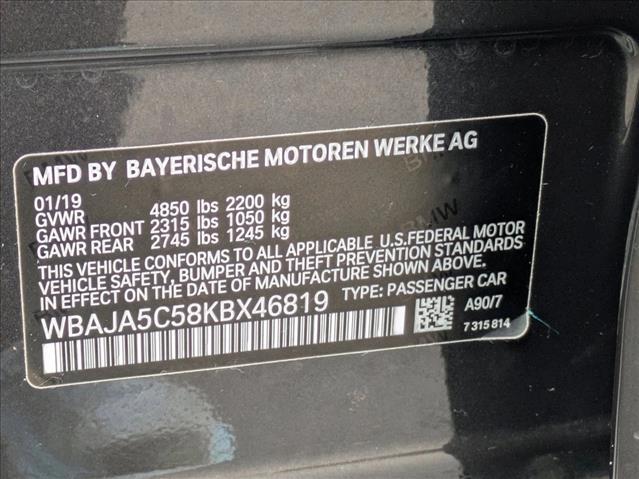 MFD BY BAYERISCHE MOTOREN WERKE AG
01/19
GVWR 4850 lbs 2200 kg
GAWR FRONT 2315 lbs 1050 kg
GAWR REAR 2745 lbs 1245 kg
THIS VEHICLE CONFORMS TO ALL APPLICABLE U.S.FEDERAL MOTOR
VEHICLE SAFETY, BUMPER AND THEFT PREVENTION STANDARDS
IN EFFECT ON THE DATE OF MANUFACTURE SHOWN ABOVE.
WBAJA5C58KBX46819 TYPE: PASSENGER CAR
A90/7
7 315 814